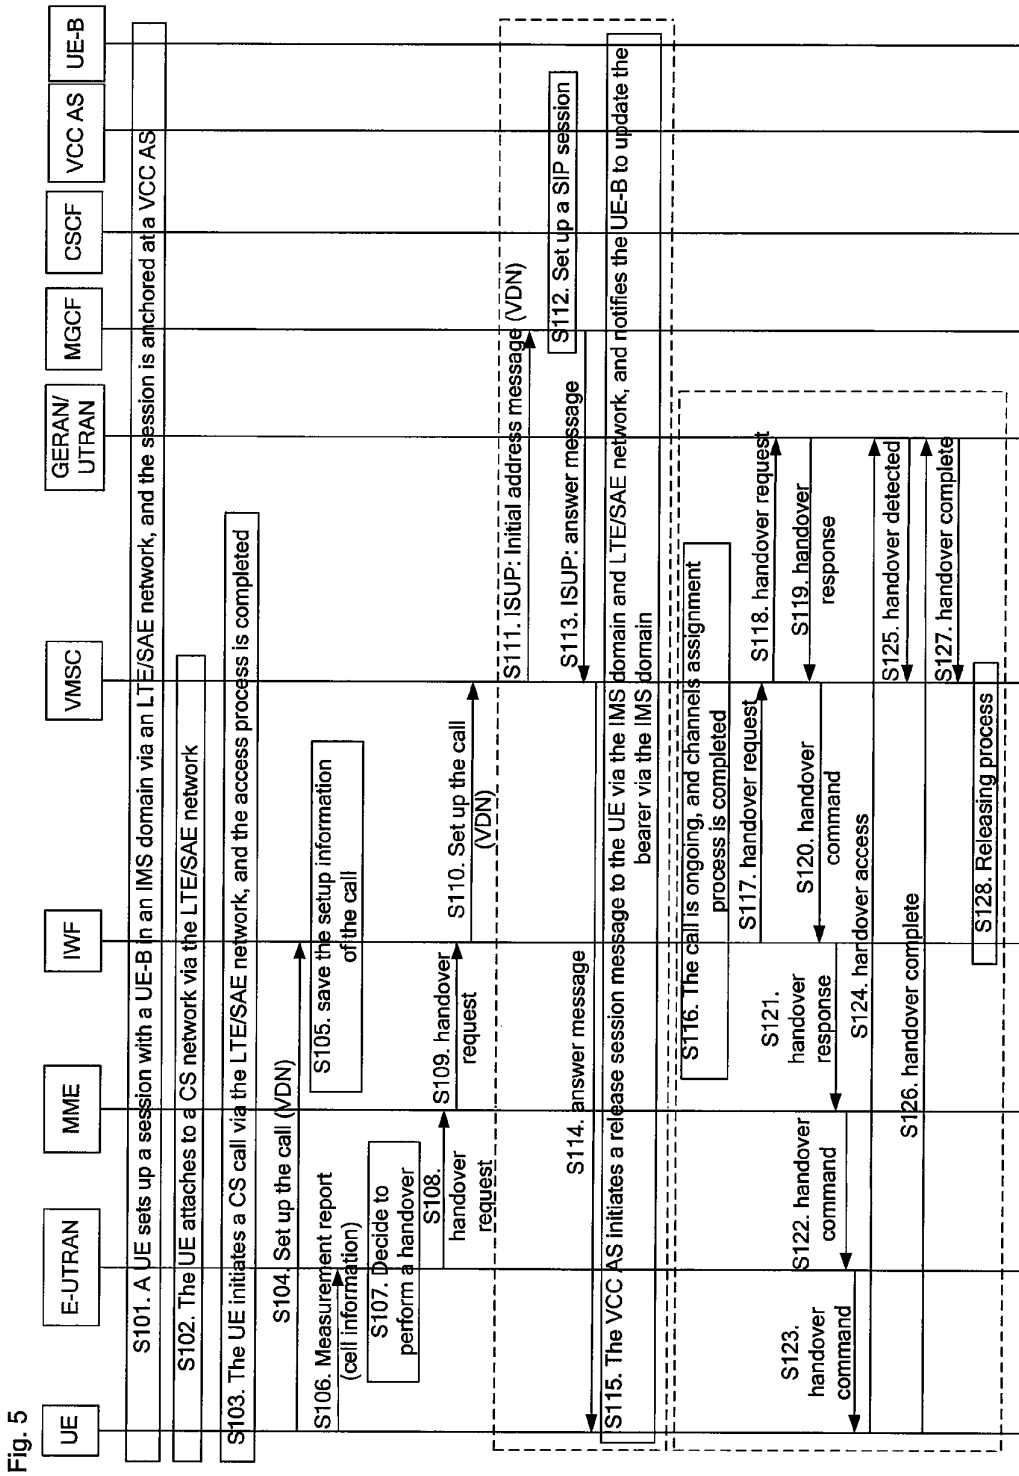 Fig. 5
UE
E-UTRAN
MME
IWF
VMSC
GERAN/
UTRAN
MGCF
CSCF
VCC AS
UE-B
S101. A UE sets up a session with a UE-B in an IMS domain via an LTE/SAE network, and the session is anchored at a VCC AS
S102. The UE attaches to a CS network via the LTE/SAE network
S103. The UE initiates a CS call via the LTE/SAE network, and the access process is completed
S104. Set up the call (VDN)
S105. save the setup information
of the call
S106. Measurement report
(cell information)
S107. Decide to
perform a handover
S108.
handover
request
S109. handover
request
S110. Set up the call
(VDN)
S111. ISUP: Initial address message (VDN)
S112. Set up a SIP session
S113. ISUP: answer message
S114. answer message
S115. The VCC AS initiates a release session message to the UE via the IMS domain and LTE/SAE network, and notifies the UE-B to update the
bearer via the IMS domain
S116. The call is ongoing, and channels assignment
process is completed
S117. handover request
S118. handover request
S119. handover
response
S120. handover
command
S121.
handover
response
S122. handover
command
S123.
handover
command
S124. handover access
S125. handover detected
S126. handover complete
S127. handover complete
S128. Releasing process